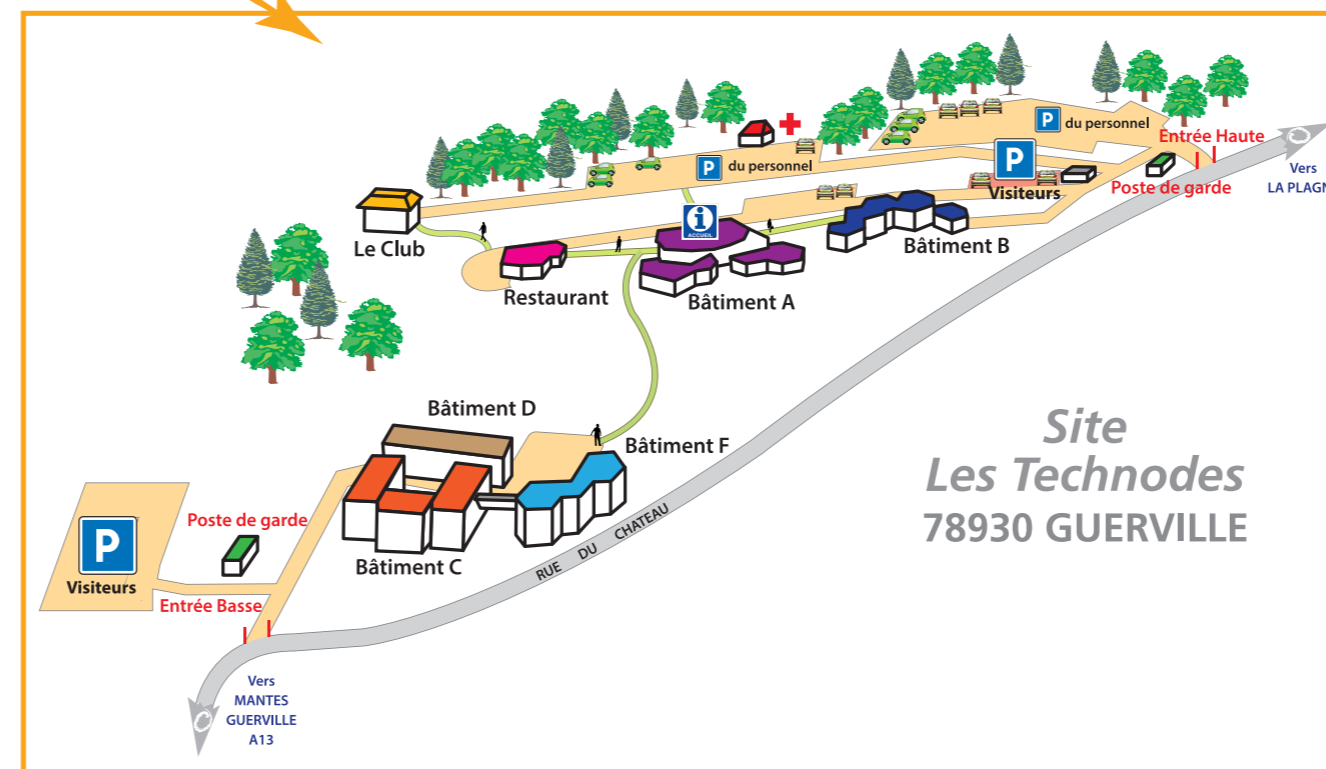 P du personnel
Entrée Haute
Vers
LA PLAGN
P
Visiteurs
Poste de garde
P du personnel
i
ACCUEIL
Le Club
Bâtiment B
Restaurant
Bâtiment A
Bâtiment D
Bâtiment F
Site
Les Technodes
78930 GUERVILLE
Poste de garde
P
Visiteurs
Bâtiment C
RUE DU CHATEAU
Entrée Basse
Vers
MANTES
GUERVILLE
A13